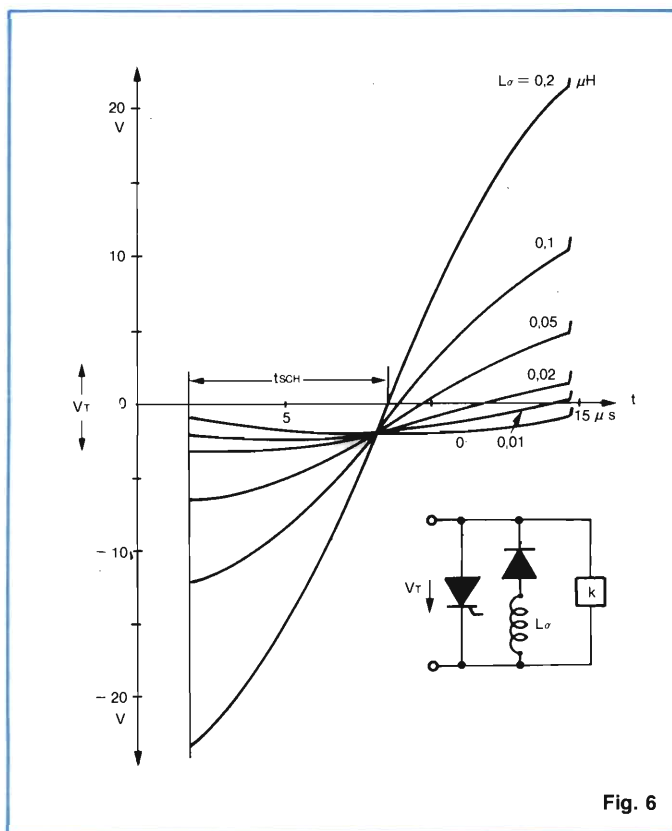 Lσ = 0,2 μH
20
V
0,1
10
0,05
0,02
tSCH
VT
0
5
15 μs
t
0
0,01
− 10
VT
Lσ
k
− 20
V
Fig. 6